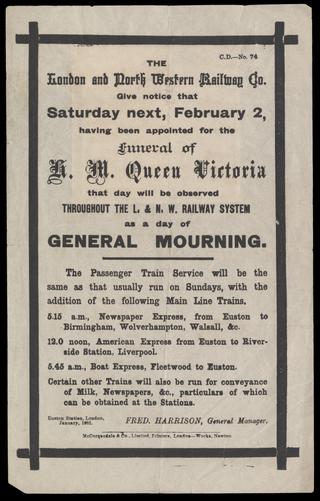 C.D.—No. 74
THE
London and North Western Railway Co.
Give notice that
Saturday next, February 2,
having been appointed for the
Funeral of
H. M. Queen Victoria
that day will be observed
THROUGHOUT THE L. & N. W. RAILWAY SYSTEM
as a day of
GENERAL MOURNING.
The Passenger Train Service will be the
same as that usually run on Sundays, with the
addition of the following Main Line Trains.
5.15 a.m., Newspaper Express, from Euston to
Birmingham, Wolverhampton, Walsall, &c.
12.0 noon, American Express from Euston to River-
side Station, Liverpool.
5.45 a.m., Boat Express, Fleetwood to Euston.
Certain other Trains will also be run for conveyance
of Milk, Newspapers, &c., particulars of which
can be obtained at the Stations.
Euston Station, London,
January, 1901.
FRED. HARRISON, General Manager.
McCorquodale & Co., Limited, Printers, London—Works, Newton.